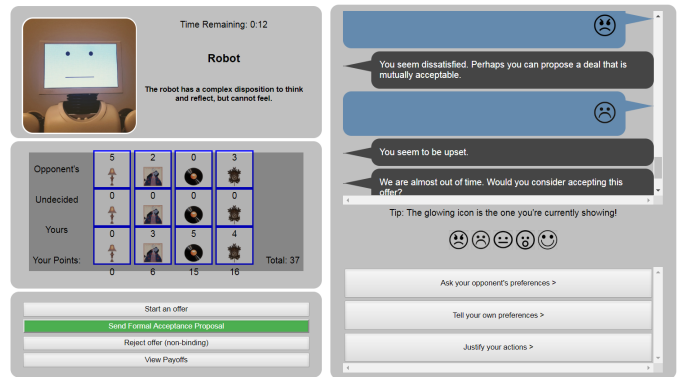 Time Remaining: 0:12
Robot
The robot has a complex disposition to think
and reflect, but cannot feel.
Opponent's
5 2 0 3
Undecided
0 0 0 0
Yours
0 3 5 4
Your Points:
0 6 15 16
Total: 37
Start an offer
Send Formal Acceptance Proposal
Reject offer (non-binding)
View Payoffs
You seem dissatisfied. Perhaps you can propose a deal that is
mutually acceptable.
You seem to be upset.
We are almost out of time. Would you consider accepting this
offer?
Tip: The glowing icon is the one you're currently showing!
Ask your opponent's preferences >
Tell your own preferences >
Justify your actions >